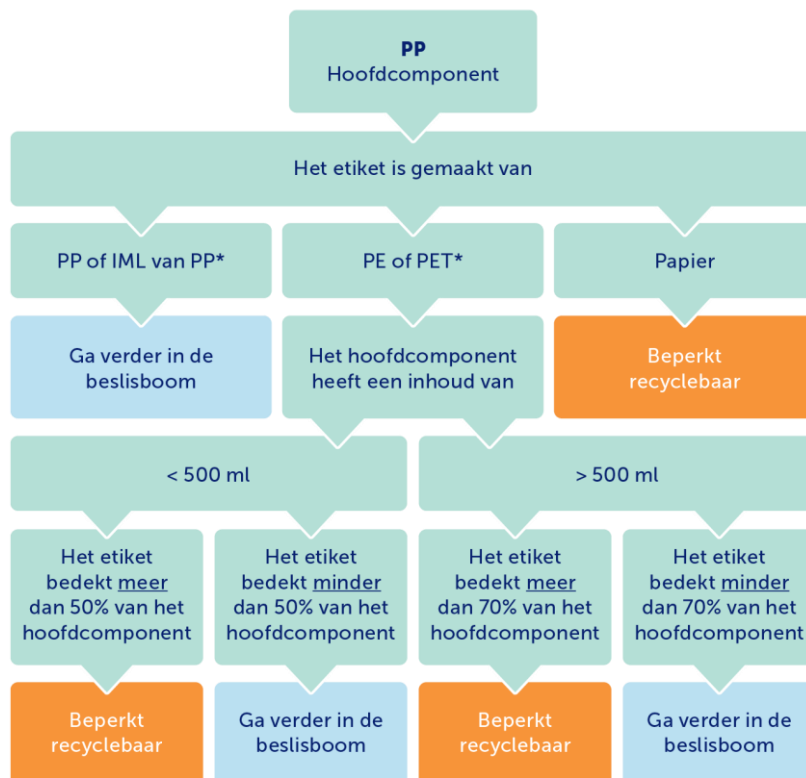 PP
Hoofdcomponent
Het etiket is gemaakt van
PP of IML van PP*
PE of PET*
Papier
Ga verder in de
beslisboom
Het hoofdcomponent
heeft een inhoud van
Beperkt
recyclebaar
< 500 ml
> 500 ml
Het etiket
bedekt meer
dan 50% van het
hoofdcomponent
Het etiket
bedekt minder
dan 50% van het
hoofdcomponent
Het etiket
bedekt meer
dan 70% van het
hoofdcomponent
Het etiket
bedekt minder
dan 70% van het
hoofdcomponent
Beperkt
recyclebaar
Ga verder in de
beslisboom
Beperkt
recyclebaar
Ga verder in de
beslisboom